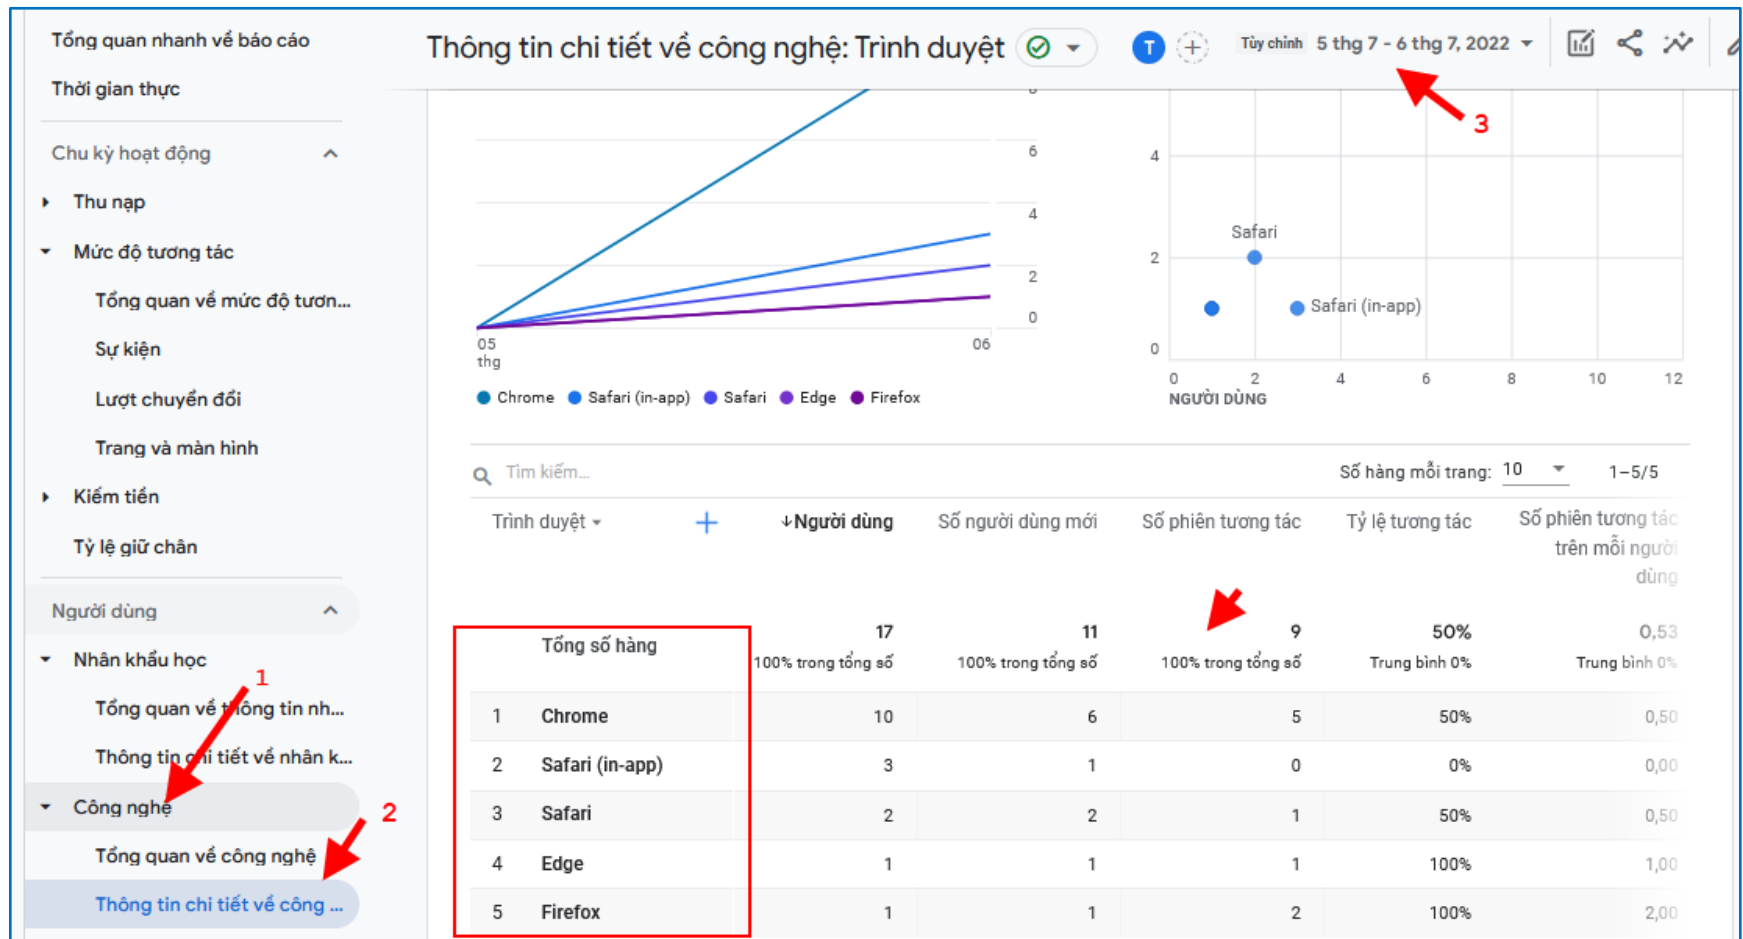 Tổng quan nhanh về báo cáo
Thời gian thực
Chu kỳ hoạt động
Thu nạp
Mức độ tương tác
Tổng quan về mức độ tươn...
Sự kiện
Lượt chuyển đổi
Trang và màn hình
Kiếm tiền
Tỷ lệ giữ chân
Người dùng
Nhân khẩu học
1
Tổng quan về thông tin nh...
Thông tin chi tiết về nhân k...
Công nghệ
2
Tổng quan về công nghệ
Thông tin chi tiết về công ...
Thông tin chi tiết về công nghệ: Trình duyệt
T
Tùy chỉnh 5 thg 7 - 6 thg 7, 2022
3
6
4
2
0
05
thg
06
Chrome Safari (in-app) Safari Edge Firefox
4
2
0
Safari
Safari (in-app)
0 2 4 6 8 10 12
NGƯỜI DÙNG
Tìm kiếm...
Số hàng mỗi trang: 10 1–5/5
Trình duyệt + ↓Người dùng Số người dùng mới Số phiên tương tác Tỷ lệ tương tác Số phiên tương tác
trên mỗi người
dùng
Tổng số hàng 17 11 9 50% 0,53
100% trong tổng số 100% trong tổng số 100% trong tổng số Trung bình 0% Trung bình 0%
1 Chrome 10 6 5 50% 0,50
2 Safari (in-app) 3 1 0 0% 0,00
3 Safari 2 2 1 50% 0,50
4 Edge 1 1 1 100% 1,00
5 Firefox 1 1 2 100% 2,00